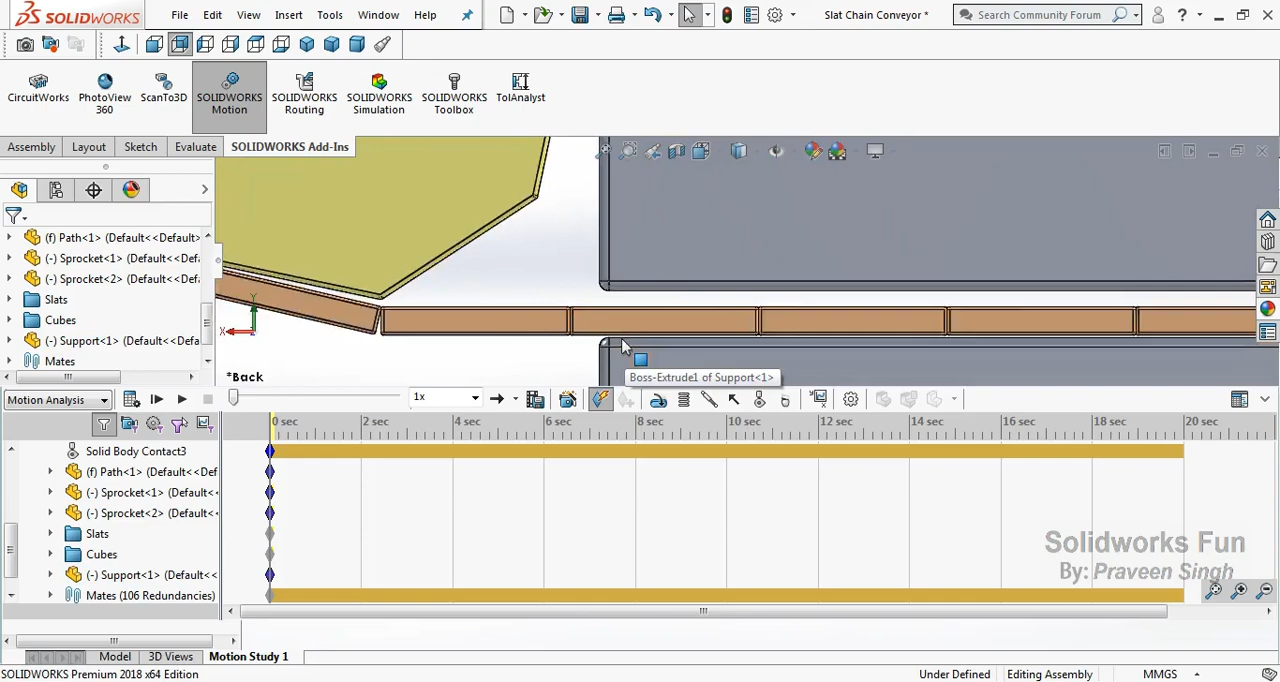 SOLIDWORKS File Edit View Insert Tools Window Help Slat Chain Conveyor * Search Community Forum
CircuitWorks PhotoView 360 ScanTo3D SOLIDWORKS Motion SOLIDWORKS Routing SOLIDWORKS Simulation SOLIDWORKS Toolbox TolAnalyst
Assembly Layout Sketch Evaluate SOLIDWORKS Add-Ins
(f) Path<1> (Default<<Default>
(-) Sprocket<1> (Default<<
(-) Sprocket<2> (Default<<
Slats
Cubes
(-) Support<1> (Default<<
Mates
Y
X
*Back
Boss-Extrude1 of Support<1>
Motion Analysis 1x
0 sec 2 sec 4 sec 6 sec 8 sec 10 sec 12 sec 14 sec 16 sec 18 sec 20 sec
Solid Body Contact3
(f) Path<1> (Default<<Def
(-) Sprocket<1> (Default<<
(-) Sprocket<2> (Default<<
Slats
Cubes
(-) Support<1> (Default<<
Mates (106 Redundancies)
Solidworks Fun
By: Praveen Singh
Model 3D Views Motion Study 1
SOLIDWORKS Premium 2018 x64 Edition Under Defined Editing Assembly MMGS